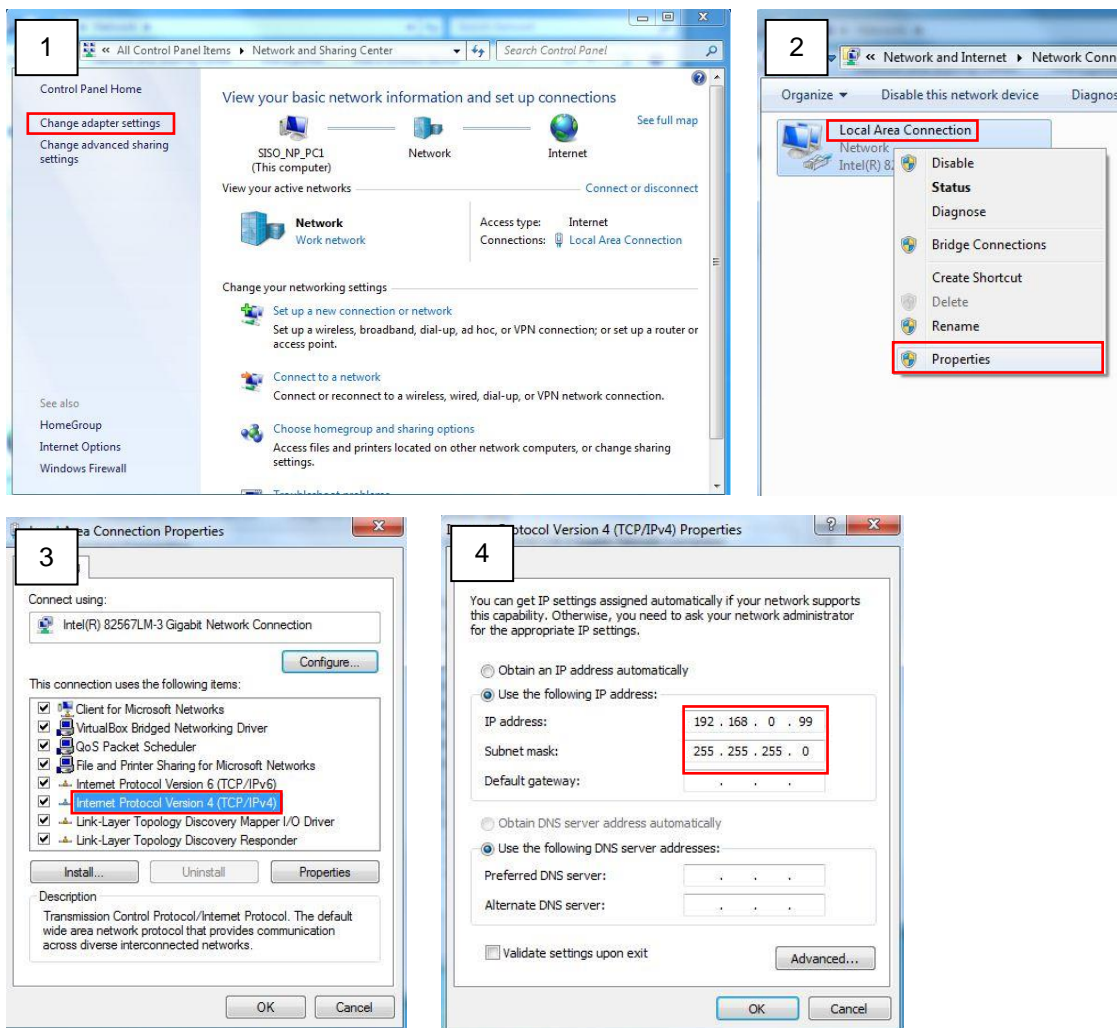 1
« All Control Panel Items ▸ Network and Sharing Center
Search Control Panel
Control Panel Home
Change adapter settings
Change advanced sharing
settings
See also
HomeGroup
Internet Options
Windows Firewall
View your basic network information and set up connections
See full map
SISO_NP_PC1
(This computer)
Network
Internet
View your active networks
Connect or disconnect
Network
Work network
Access type: Internet
Connections: Local Area Connection
Change your networking settings
Set up a new connection or network
Set up a wireless, broadband, dial-up, ad hoc, or VPN connection; or set up a router or
access point.
Connect to a network
Connect or reconnect to a wireless, wired, dial-up, or VPN network connection.
Choose homegroup and sharing options
Access files and printers located on other network computers, or change sharing
settings.
Troubleshoot problems
2
« Network and Internet ▸ Network Conn
Organize Disable this network device Diagnos
Local Area Connection
Network
Intel(R) 82
Disable
Status
Diagnose
Bridge Connections
Create Shortcut
Delete
Rename
Properties
3
ea Connection Properties
Connect using:
Intel(R) 82567LM-3 Gigabit Network Connection
Configure...
This connection uses the following items:
Client for Microsoft Networks
VirtualBox Bridged Networking Driver
QoS Packet Scheduler
File and Printer Sharing for Microsoft Networks
Internet Protocol Version 6 (TCP/IPv6)
Internet Protocol Version 4 (TCP/IPv4)
Link-Layer Topology Discovery Mapper I/O Driver
Link-Layer Topology Discovery Responder
Install... Uninstall Properties
Description
Transmission Control Protocol/Internet Protocol. The default
wide area network protocol that provides communication
across diverse interconnected networks.
OK Cancel
4
otocol Version 4 (TCP/IPv4) Properties
You can get IP settings assigned automatically if your network supports
this capability. Otherwise, you need to ask your network administrator
for the appropriate IP settings.
Obtain an IP address automatically
Use the following IP address:
IP address: 192 . 168 . 0 . 99
Subnet mask: 255 . 255 . 255 . 0
Default gateway: . . .
Obtain DNS server address automatically
Use the following DNS server addresses:
Preferred DNS server: . . .
Alternate DNS server: . . .
Validate settings upon exit
Advanced...
OK Cancel